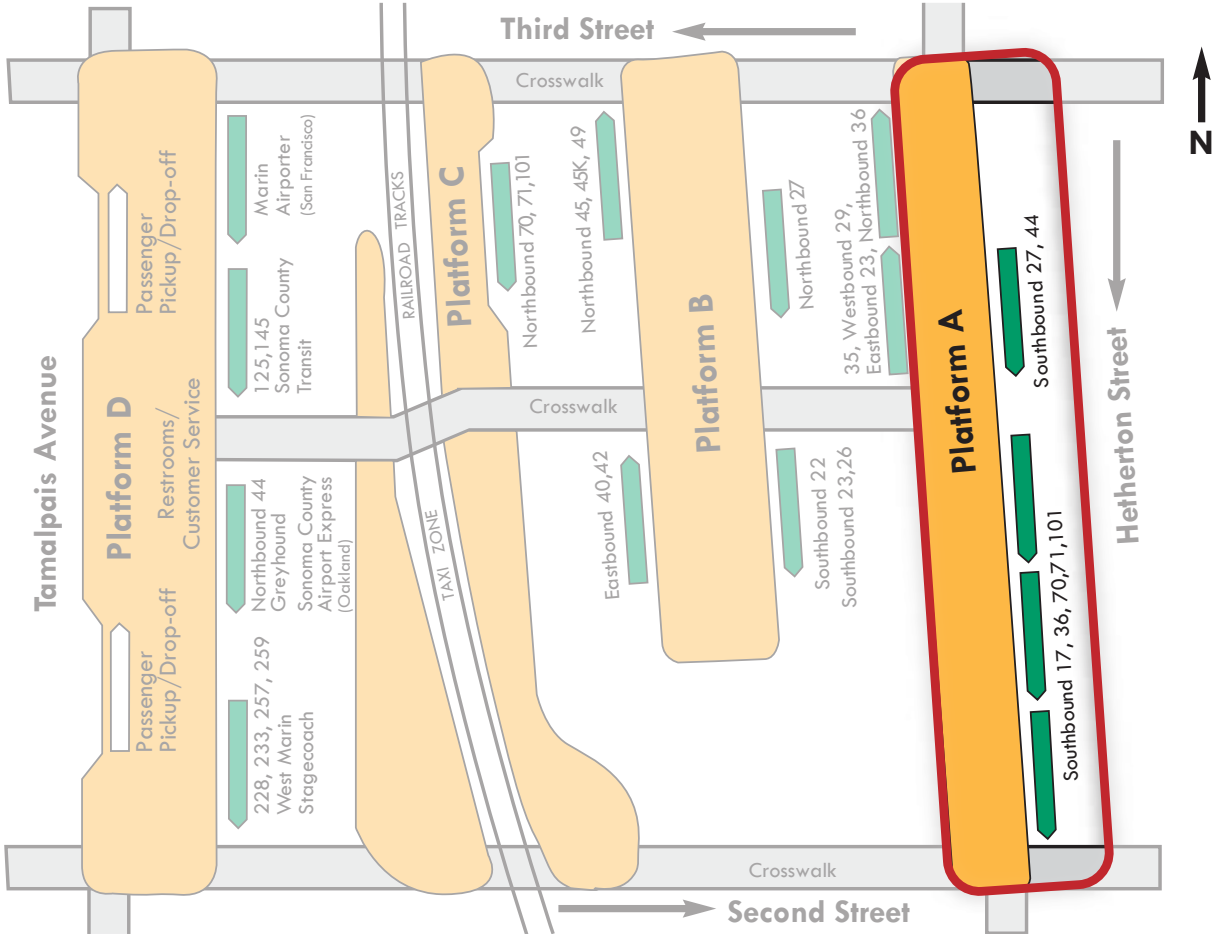 Third Street
Crosswalk
N
Tamalpais Avenue
Platform D
Restrooms/
Customer Service
Passenger
Pickup/Drop-off
Passenger
Pickup/Drop-off
Marin
Airporter
(San Francisco)
125,145
Sonoma County
Transit
Northbound 44
Greyhound
Sonoma County
Airport Express
(Oakland)
228, 233, 257, 259
West Marin
Stagecoach
RAILROAD TRACKS
TAXI ZONE
Platform C
Northbound 70, 71,101
Northbound 45, 45K, 49
Crosswalk
Eastbound 40,42
Platform B
Northbound 27
Southbound 22
Southbound 23,26
35, Westbound 29,
Eastbound 23, Northbound 36
Platform A
Southbound 27, 44
Southbound 17, 36, 70,71,101
Hetherton Street
Crosswalk
Second Street